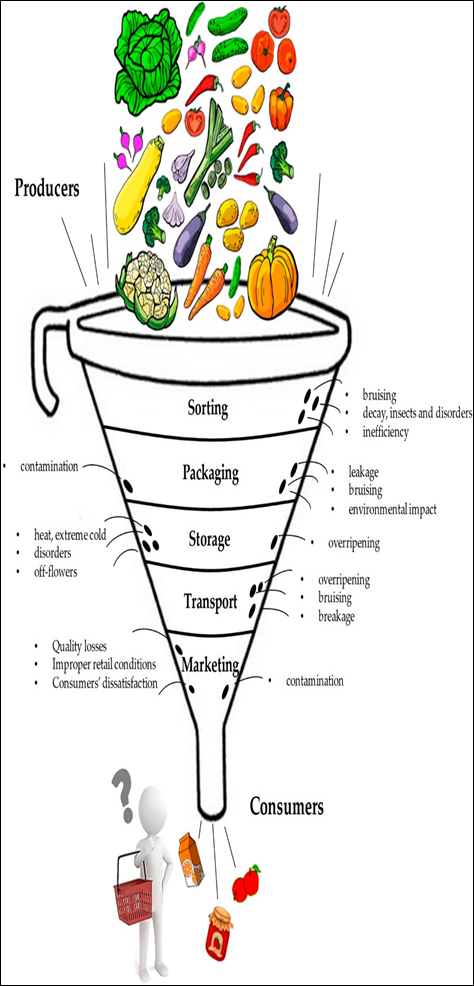 Producers
Sorting
• bruising
• decay, insects and disorders
• inefficiency
• contamination
Packaging
• leakage
• bruising
• environmental impact
• heat, extreme cold
• disorders
• off-flowers
Storage
• overripening
Transport
• overripening
• bruising
• breakage
• Quality losses
• Improper retail conditions
• Consumers' dissatisfaction
Marketing
• contamination
Consumers
?